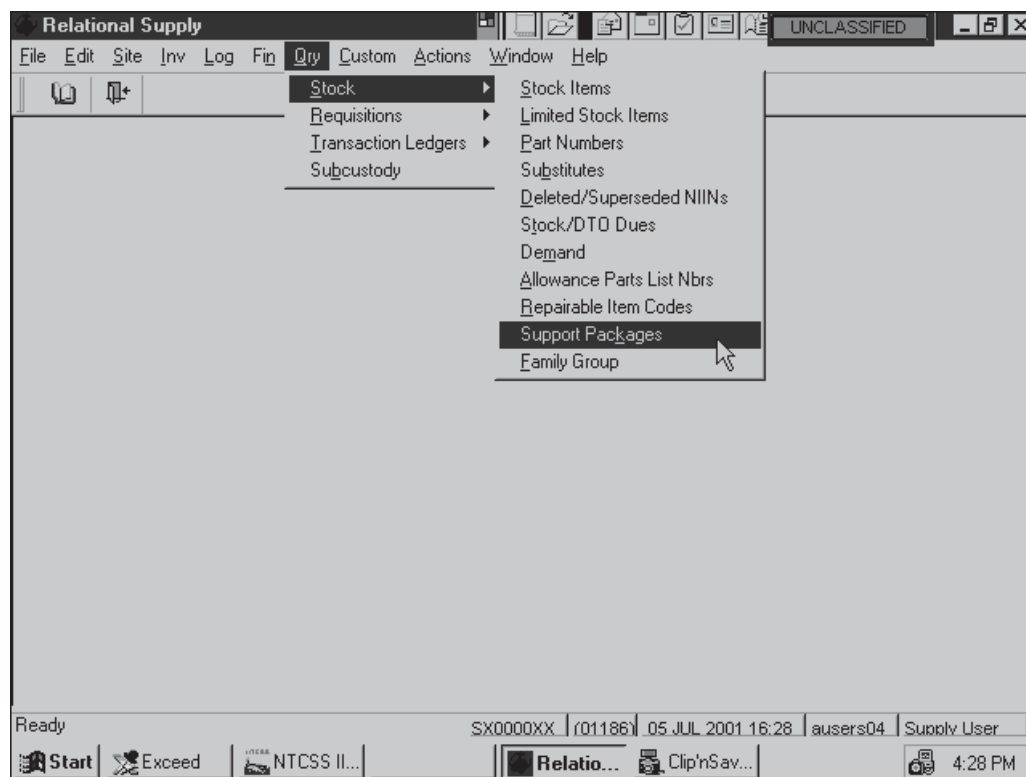 Relational Supply UNCLASSIFIED
File Edit Site Inv Log Fin Qry Custom Actions Window Help
Stock
Requisitions
Transaction Ledgers
Subcustody
Stock Items
Limited Stock Items
Part Numbers
Substitutes
Deleted/Superseded NIINs
Stock/DTO Dues
Demand
Allowance Parts List Nbrs
Repairable Item Codes
Support Packages
Family Group
Ready SX0000XX (01186) 05 JUL 2001 16:28 ausers04 Supply User
Start Exceed NTCSS II... Relatio... Clip'nSav... 4:28 PM